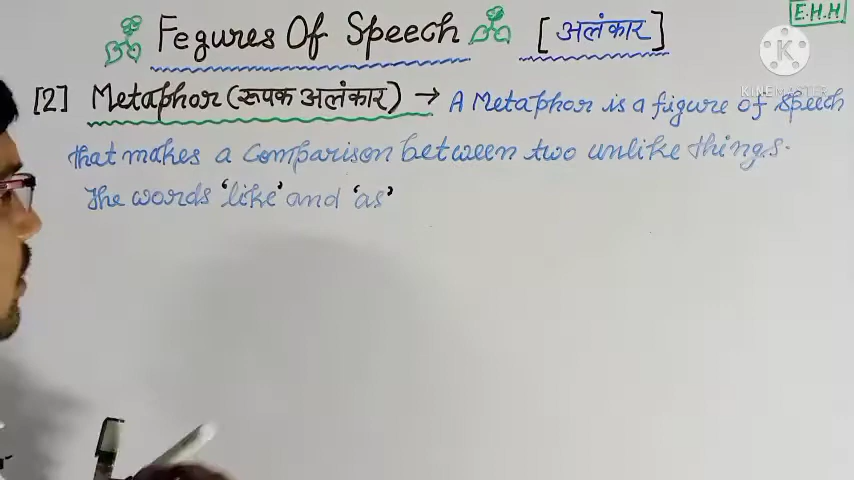 Fegures Of Speech [अलंकार]
E.H.H
KINEMASTER
[2] Metaphor (रूपक अलंकार) → A Metaphor is a figure of speech
that makes a comparison between two unlike things.
The words 'like' and 'as'